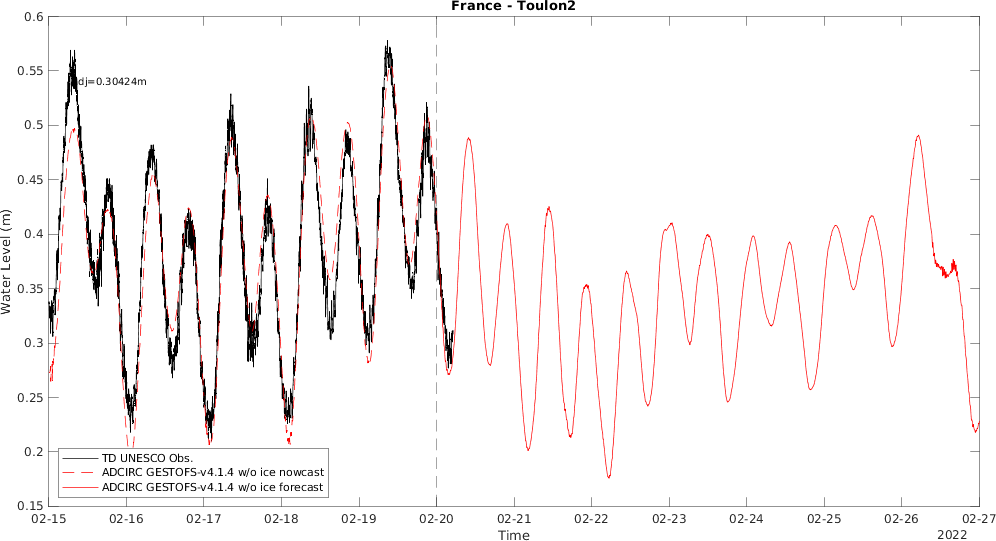 France - Toulon2
0.6
0.55
dj=0.30424m
0.5
0.45
0.4
0.35
0.3
0.25
0.2
0.15
Water Level (m)
TD UNESCO Obs.
ADCIRC GESTOFS-v4.1.4 w/o ice nowcast
ADCIRC GESTOFS-v4.1.4 w/o ice forecast
02-15 02-16 02-17 02-18 02-19 02-20 02-21 02-22 02-23 02-24 02-25 02-26 02-27
Time
2022